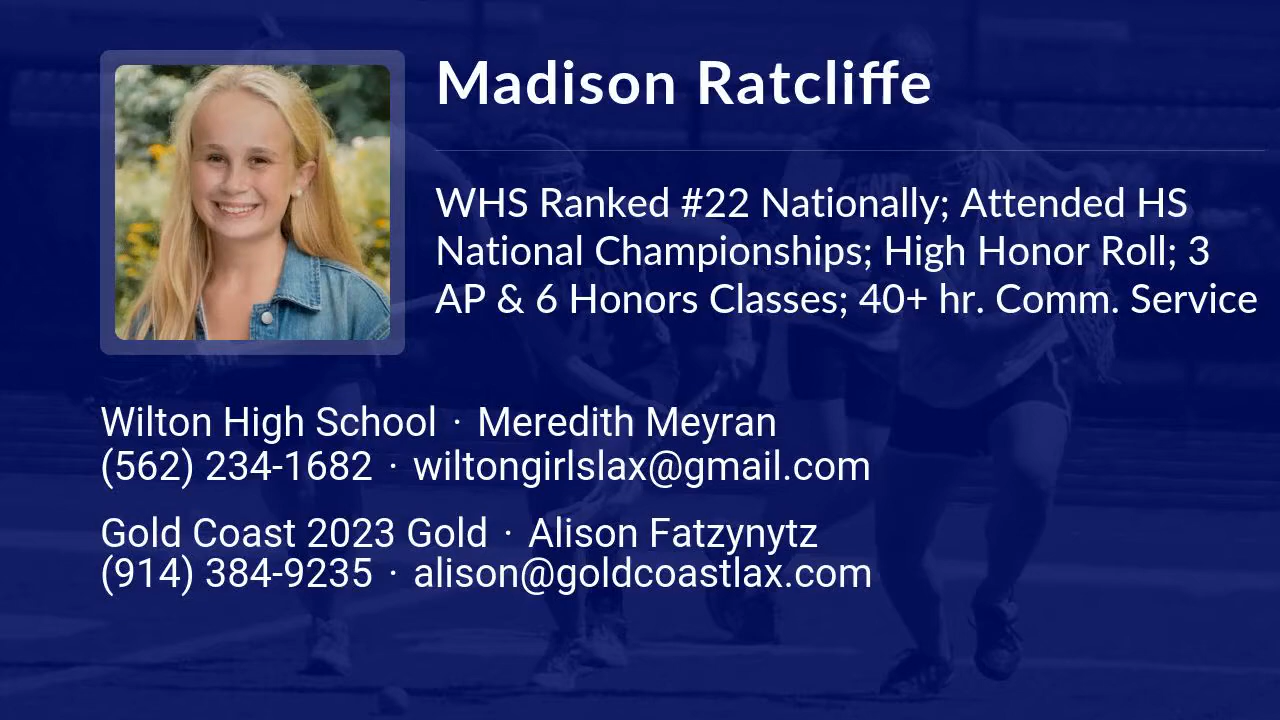 Madison Ratcliffe
WHS Ranked #22 Nationally; Attended HS
National Championships; High Honor Roll; 3
AP & 6 Honors Classes; 40+ hr. Comm. Service
Wilton High School · Meredith Meyran
(562) 234-1682 · wiltongirlslax@gmail.com
Gold Coast 2023 Gold · Alison Fatzynytz
(914) 384-9235 · alison@goldcoastlax.com